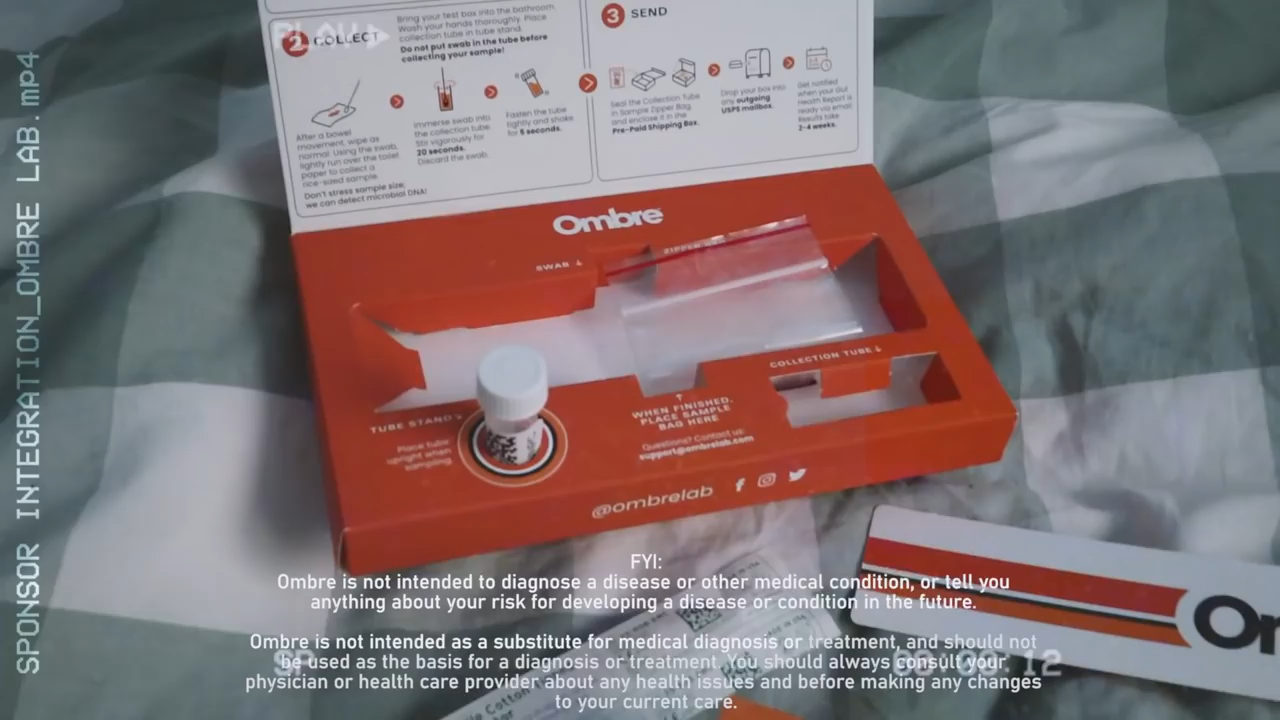 PLAY
SPONSOR INTEGRATION_OMBRE LAB.mp4
2 COLLECT
Bring your test box into the bathroom.
Wash your hands thoroughly. Place
collection tube in tube stand.
Do not put swab in the tube before
collecting your sample!
After a bowel
movement, wipe as
normal. Using the swab,
lightly run over the toilet
paper to collect a
rice-sized sample.
Don't stress sample size;
we can detect microbial DNA!
Immerse swab into
the collection tube.
Stir vigorously for
20 seconds.
Discard the swab.
Fasten the tube
tightly and shake
for 5 seconds.
3 SEND
Seal the Collection Tube
in Sample Zipper Bag,
and enclose it in the
Pre-Paid Shipping Box.
Drop your box into
any outgoing
USPS mailbox.
Get notified
when your Gut
Health Report is
ready via email.
Results take
2-4 weeks.
Ombre
SWAB
ZIPPER
COLLECTION TUBE
TUBE STAND
Place tube
upright when
sampling.
WHEN FINISHED,
PLACE SAMPLE
BAG HERE
Questions? Contact us:
support@ombrelab.com
@ombrelab
Or
FYI:
Ombre is not intended to diagnose a disease or other medical condition, or tell you
anything about your risk for developing a disease or condition in the future.
Ombre is not intended as a substitute for medical diagnosis or treatment, and should not
be used as the basis for a diagnosis or treatment. You should always consult your
physician or health care provider about any health issues and before making any changes
to your current care.
SP